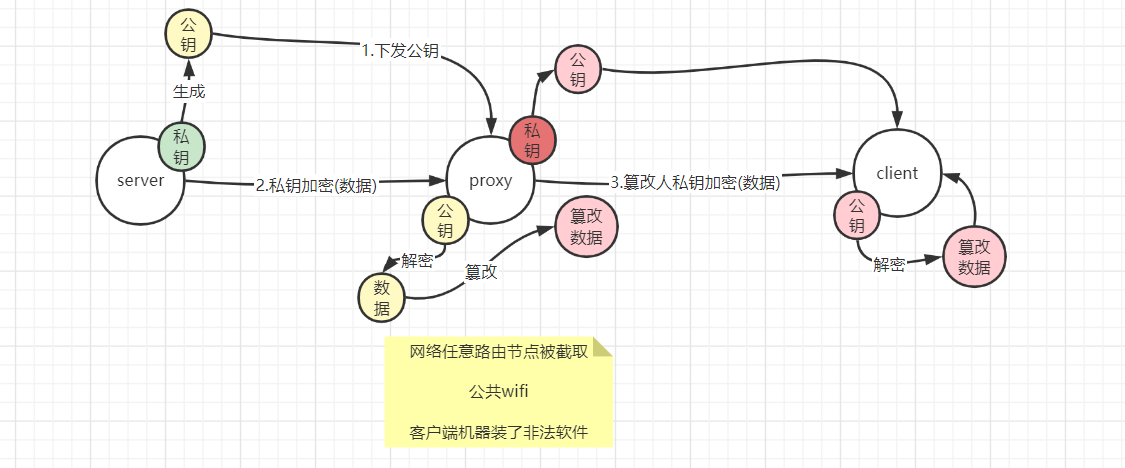 公
钥
1.下发公钥
公
钥
生成
私
钥
私
钥
server
2.私钥加密(数据)
proxy
3.篡改人私钥加密(数据)
client
公
钥
篡改
数据
公
钥
解密
篡改
解密
篡改
数据
数
据
网络任意路由节点被截取
公共wifi
客户端机器装了非法软件